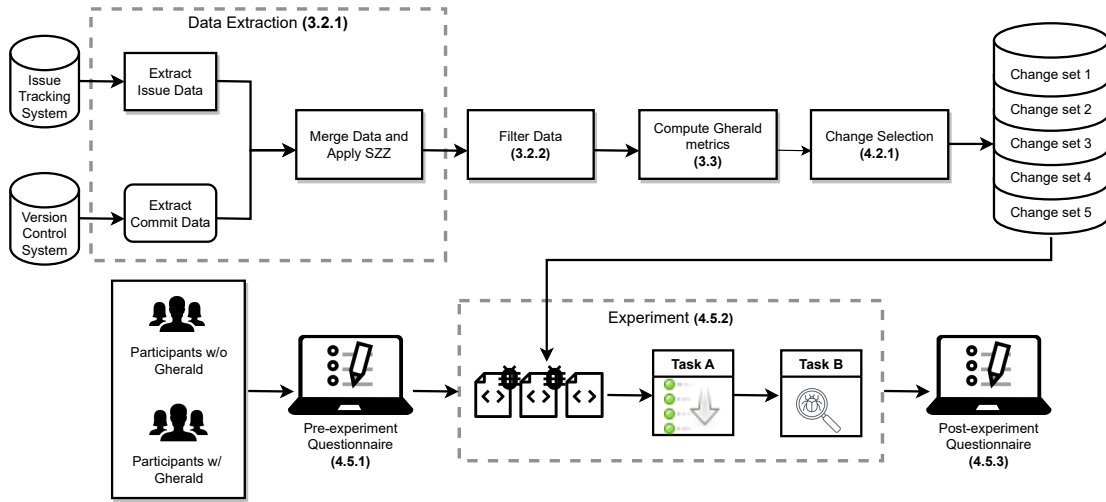 Data Extraction (3.2.1)
Issue
Tracking
System
Extract
Issue Data
Version
Control
System
Extract
Commit Data
Merge Data and
Apply SZZ
Filter Data
(3.2.2)
Compute Gherald
metrics
(3.3)
Change Selection
(4.2.1)
Change set 1
Change set 2
Change set 3
Change set 4
Change set 5
Participants w/o
Gherald
Participants w/
Gherald
Pre-experiment
Questionnaire
(4.5.1)
Experiment (4.5.2)
Task A
Task B
Post-experiment
Questionnaire
(4.5.3)